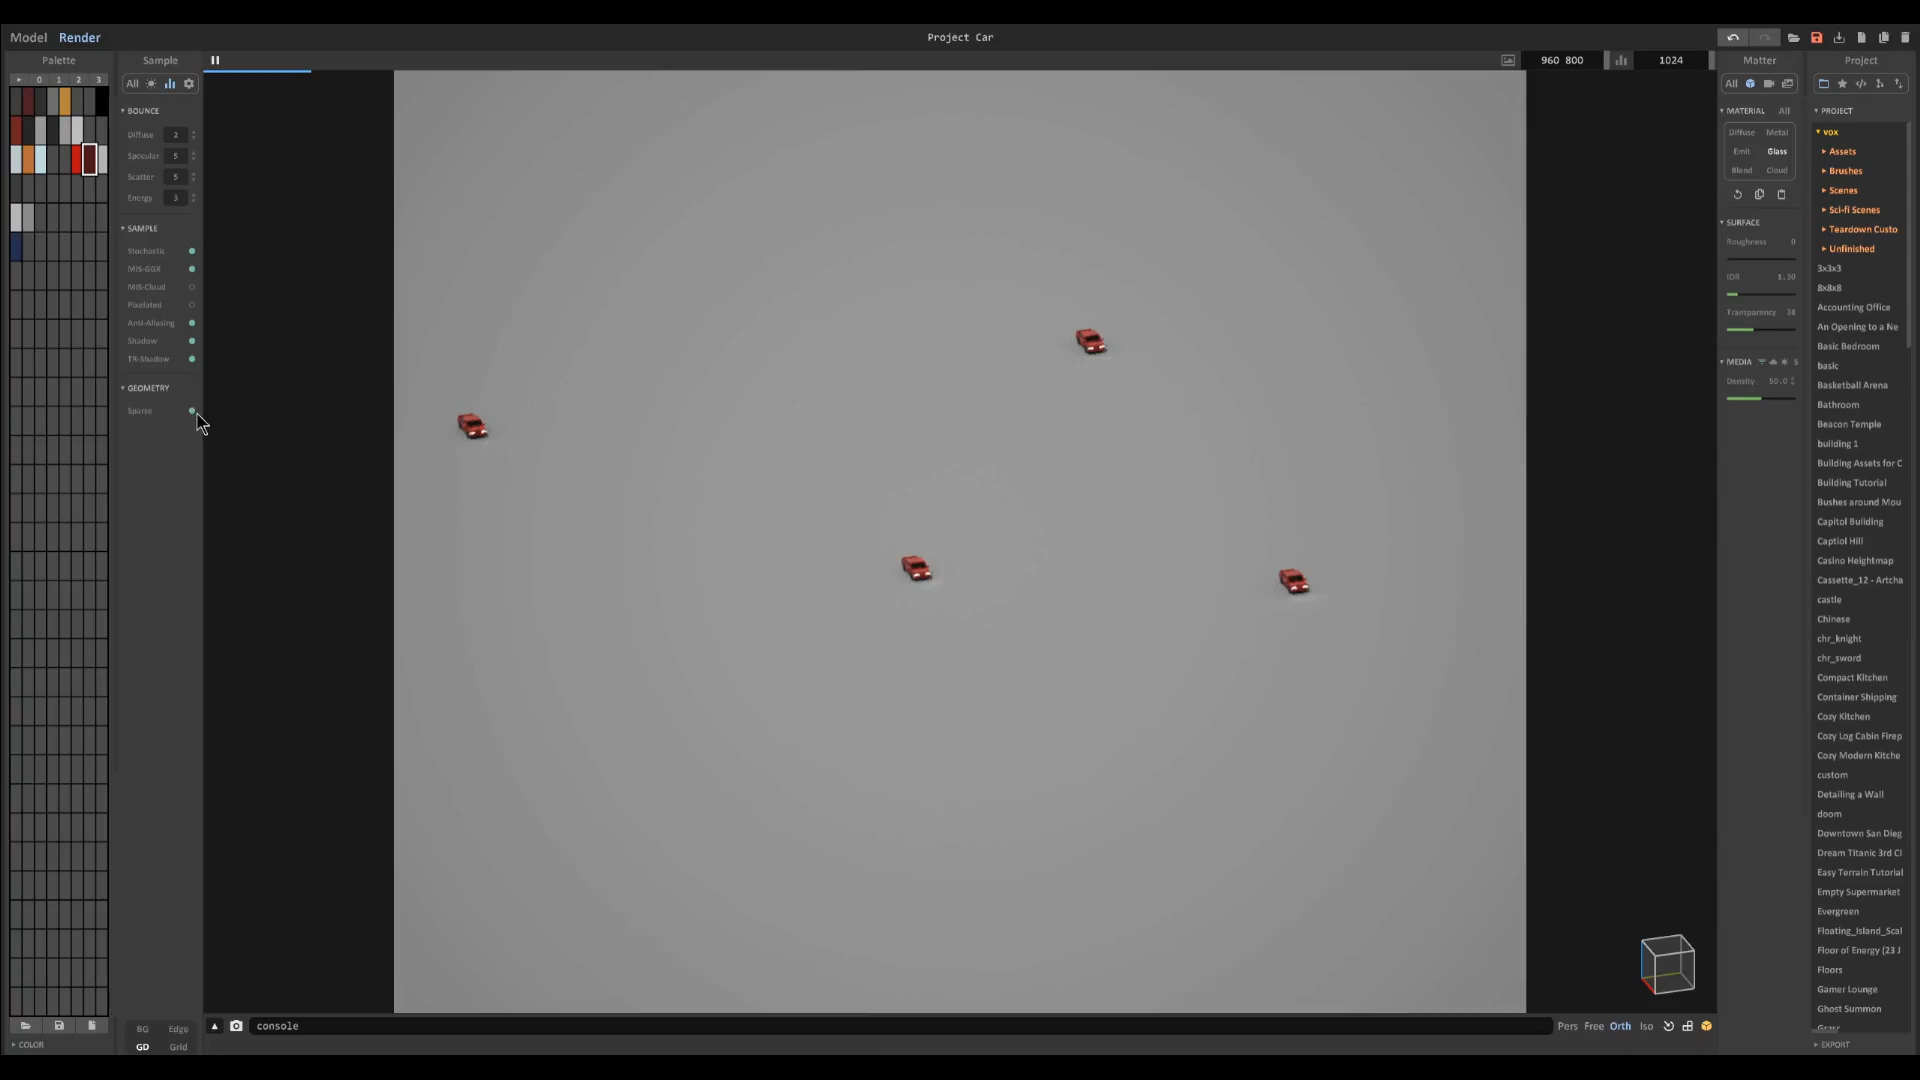 Model Render
Project Car
Palette
0 1 2 3
COLOR
Sample
All
BOUNCE
Diffuse 2
Specular 5
Scatter 5
Energy 3
SAMPLE
Stochastic
MIS-GGX
MIS-Cloud
Pixelated
Anti-Aliasing
Shadow
TR-Shadow
GEOMETRY
Sparse
BG Edge
GD Grid
960 800
1024
console
Pers Free Orth Iso
Matter
All
MATERIAL All
Diffuse Metal
Emit Glass
Blend Cloud
SURFACE
Roughness 0
IOR 1.30
Transparency 38
MEDIA S
Density 50.0
Project
PROJECT
vox
Assets
Brushes
Scenes
Sci-fi Scenes
Teardown Custo
Unfinished
3x3x3
8x8x8
Accounting Office
An Opening to a Ne
Basic Bedroom
basic
Basketball Arena
Bathroom
Beacon Temple
building 1
Building Assets for C
Building Tutorial
Bushes around Mou
Capitol Building
Captiol Hill
Casino Heightmap
Cassette_12 - Artcha
castle
Chinese
chr_knight
chr_sword
Compact Kitchen
Container Shipping
Cozy Kitchen
Cozy Log Cabin Firep
Cozy Modern Kitche
custom
Detailing a Wall
doom
Downtown San Dieg
Dream Titanic 3rd Cl
Easy Terrain Tutorial
Empty Supermarket
Evergreen
Floating_Island_Scal
Floor of Energy (23 J
Floors
Gamer Lounge
Ghost Summon
EXPORT